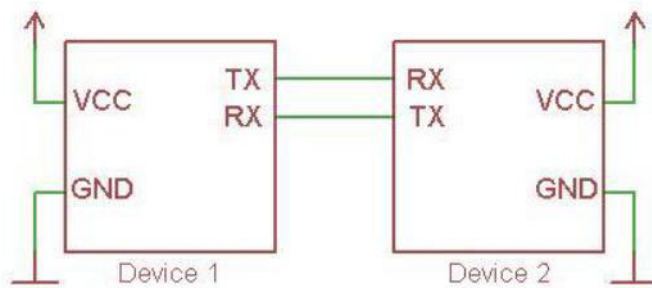 TX RX
VCC RX TX VCC
GND GND
Device 1 Device 2